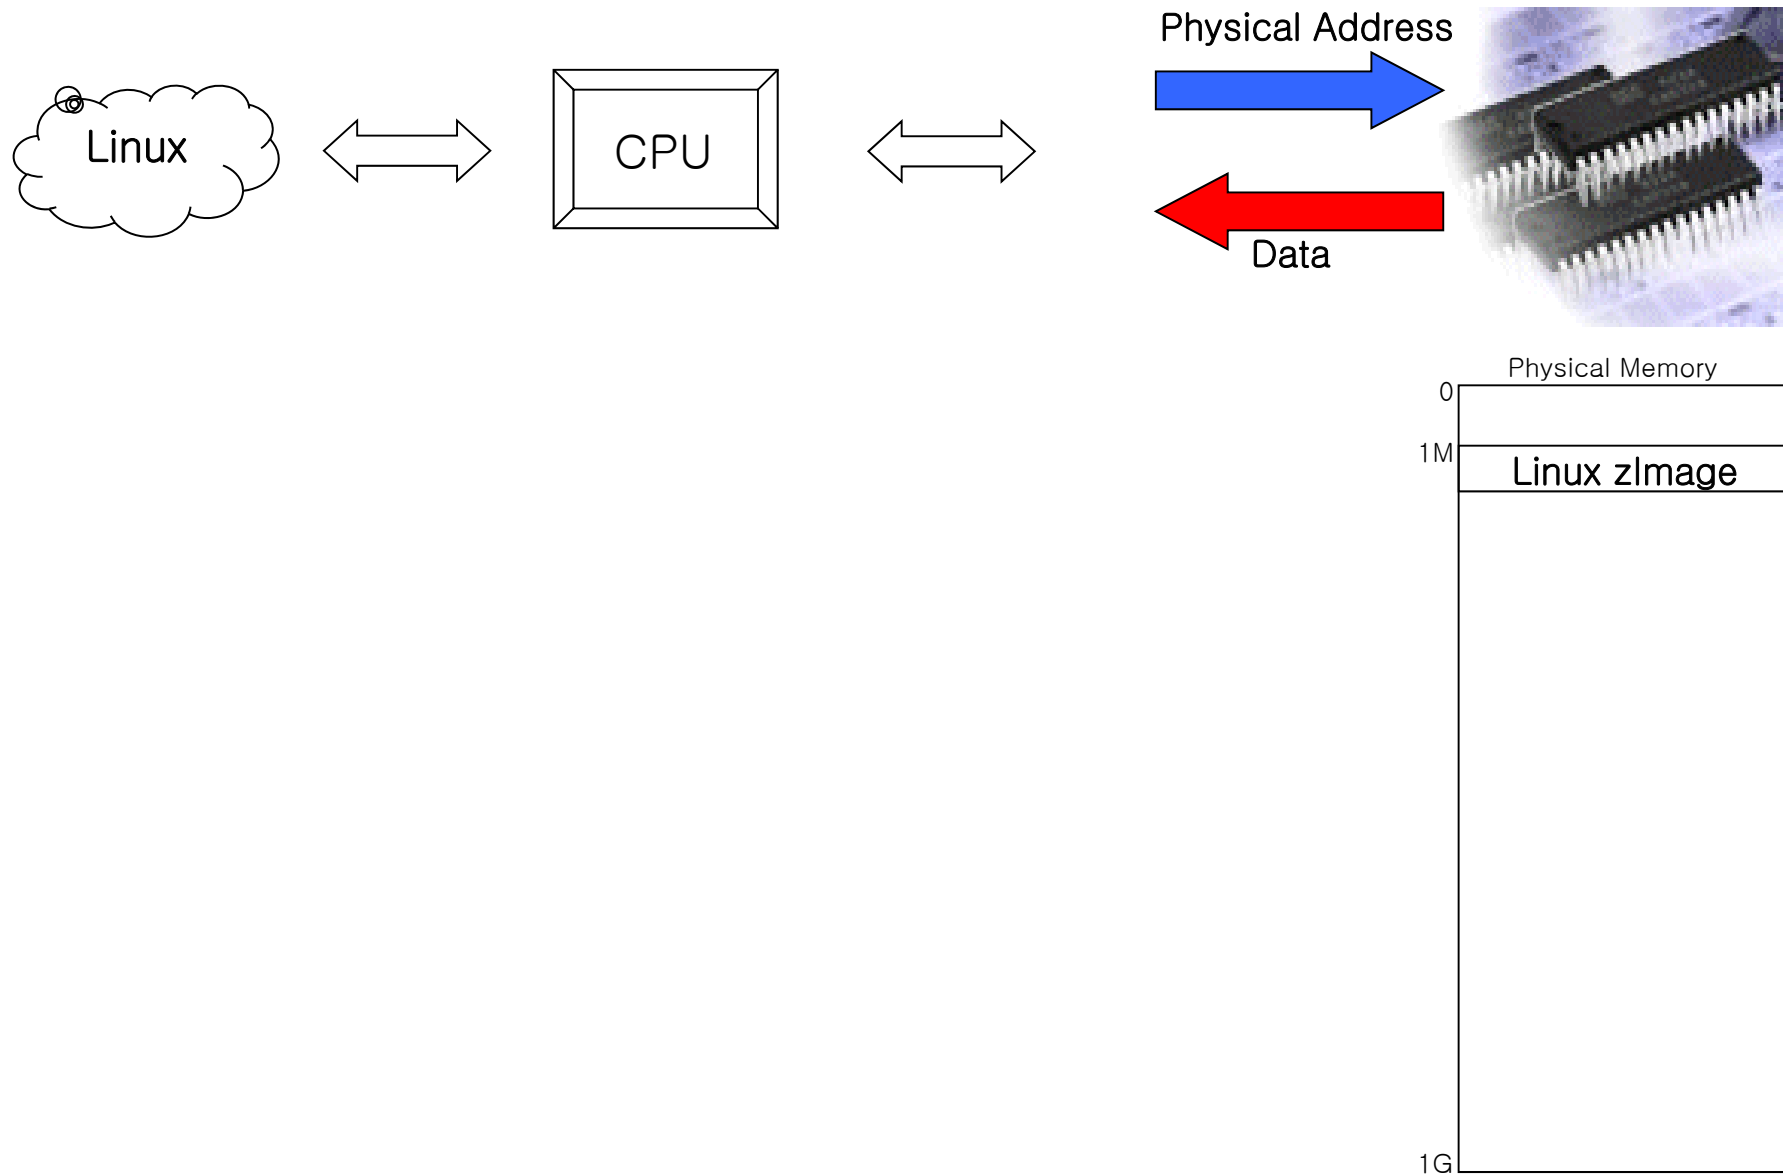 Physical Address
Linux
CPU
Data
Physical Memory
0
1M
Linux zImage
1G